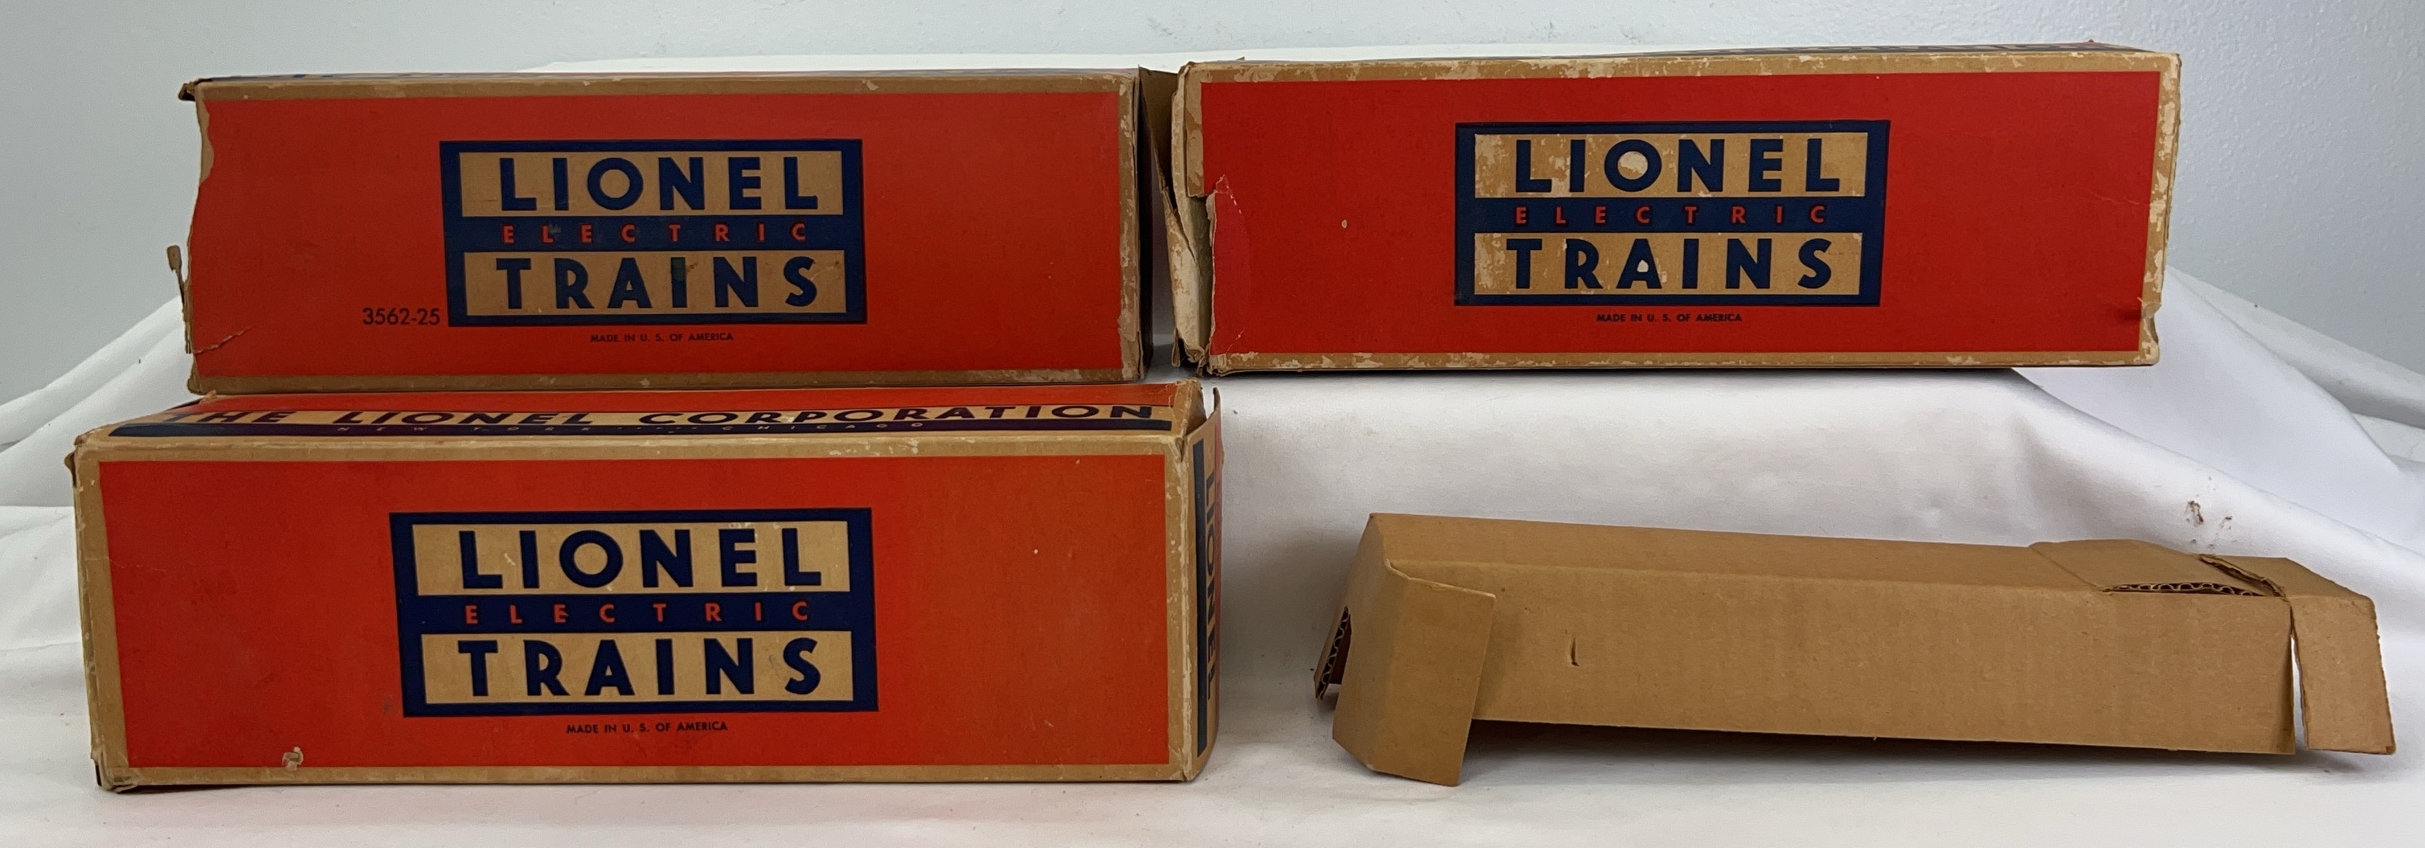 LIONEL
ELECTRIC
TRAINS
3562-25
MADE IN U. S. OF AMERICA
LIONEL
ELECTRIC
TRAINS
MADE IN U. S. OF AMERICA
THE LIONEL CORPORATION
NEW YORK CHICAGO
LIONEL
ELECTRIC
TRAINS
MADE IN U. S. OF AMERICA
LIONEL